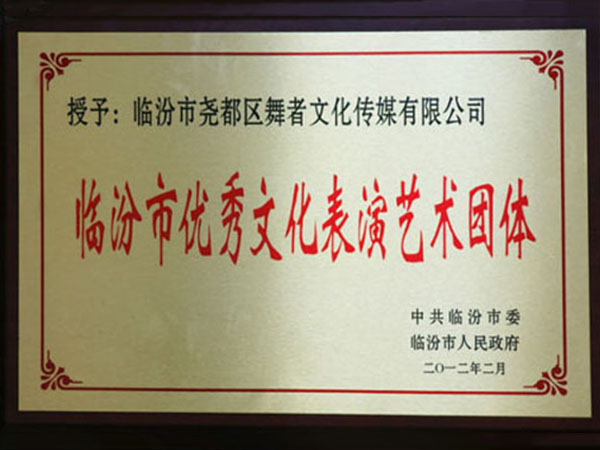 授予：临汾市尧都区舞者文化传媒有限公司
临汾市优秀文化表演艺术团体
中共临汾市委
临汾市人民政府
二〇一二年二月